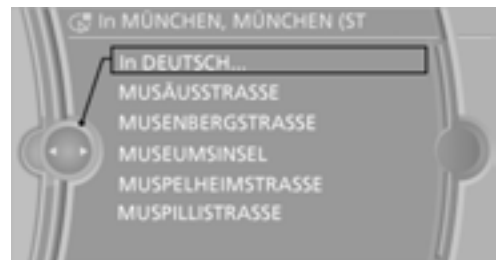 In MÜNCHEN, MÜNCHEN (ST
In DEUTSCH...
MUSÄUSSTRASSE
MUSENBERGSTRASSE
MUSEUMSINSEL
MUSPELHEIMSTRASSE
MUSPILLISTRASSE